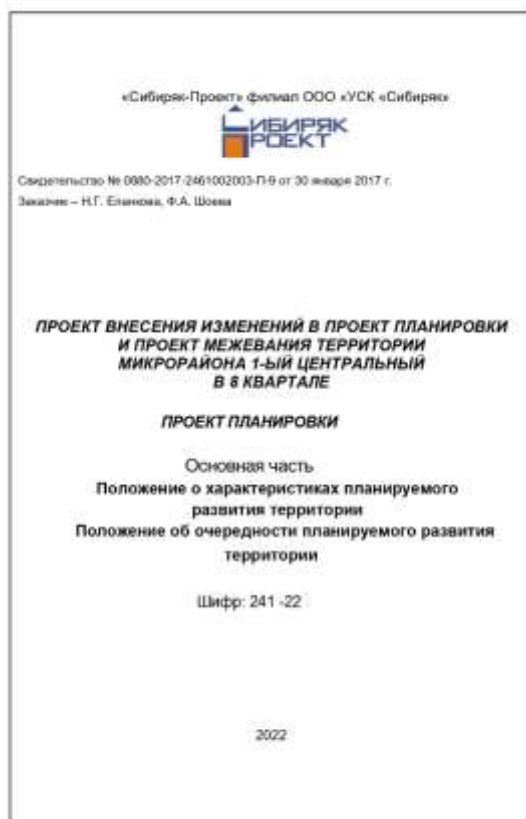 «Сибиряк-Проект» филиал ООО «УСК «Сибиряк»
СИБИРЯК
ПРОЕКТ
Свидетельство № 0680-2017-2461002003-П-9 от 30 января 2017 г.
Заказчик – Н.Г. Еланкова, Ф.А. Шоева
ПРОЕКТ ВНЕСЕНИЯ ИЗМЕНЕНИЙ В ПРОЕКТ ПЛАНИРОВКИ
И ПРОЕКТ МЕЖЕВАНИЯ ТЕРРИТОРИИ
МИКРОРАЙОНА 1-ЫЙ ЦЕНТРАЛЬНЫЙ
В 8 КВАРТАЛЕ
ПРОЕКТ ПЛАНИРОВКИ
Основная часть
Положение о характеристиках планируемого
развития территории
Положение об очередности планируемого развития
территории
Шифр: 241 -22
2022